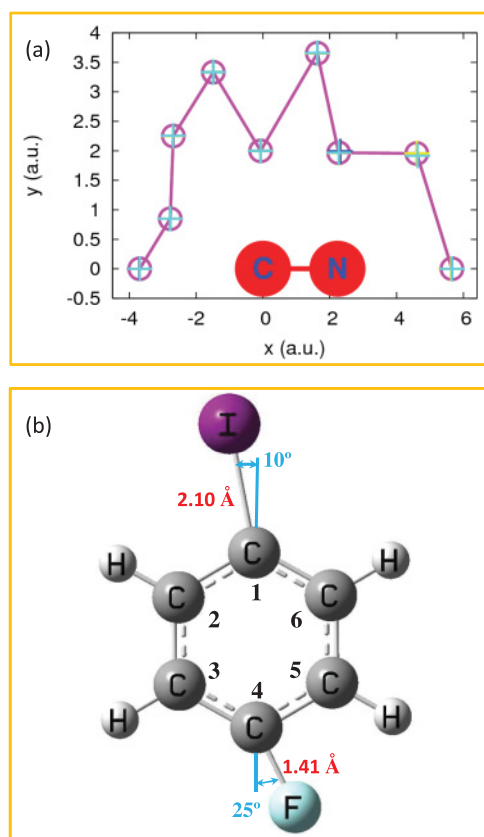 (a)
4
3.5
3
2.5
2
1.5
1
0.5
0
-0.5
y (a.u.)
C N
-4 -2 0 2 4 6
x (a.u.)
(b)
I
10º
2.10 Å
H C H
C 1 C
2 6
3 5
C 4 C
H C H
1.41 Å
25º F